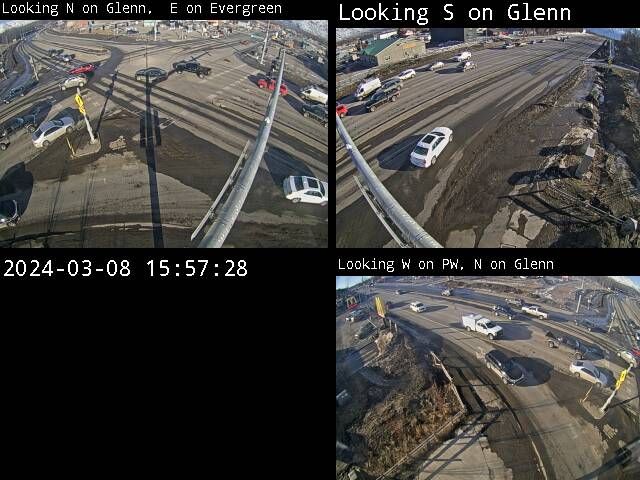 Looking N on Glenn,  E on Evergreen
Looking S on Glenn
2024-03-08 15:57:28
Looking W on PW, N on Glenn